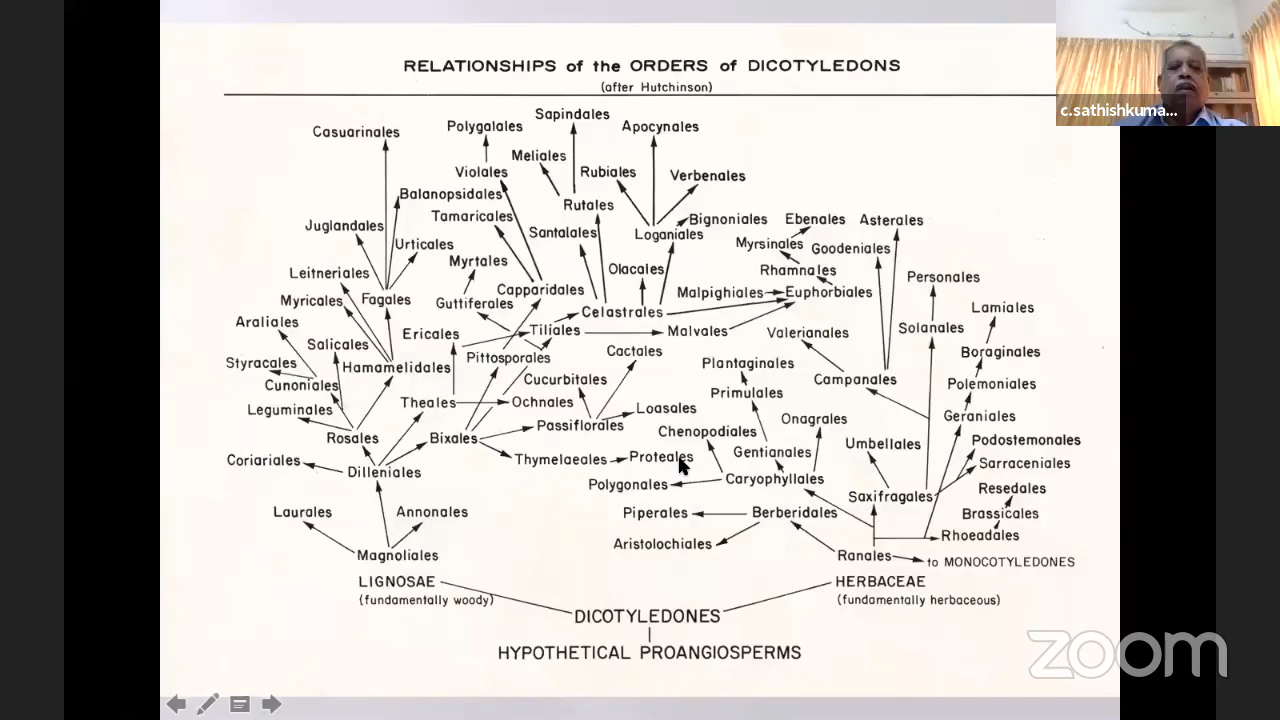 RELATIONSHIPS of the ORDERS of DICOTYLEDONS
(after Hutchinson)
c.sathishkuma...
Casuarinales
Polygalales
Sapindales
Apocynales
Meliales
Violales
Rubiales
Verbenales
Balanopsidales
Rutales
Tamaricales
Juglandales
Santalales
Loganiales
Bignoniales
Ebenales
Asterales
Urticales
Myrsinales
Goodeniales
Myrtales
Leitneriales
Olacales
Rhamnales
Personales
Myricales
Fagales
Guttiferales
Capparidales
Malpighiales
Euphorbiales
Araliales
Celastrales
Lamiales
Ericales
Tiliales
Malvales
Valerianales
Solanales
Salicales
Styracales
Hamamelidales
Pittosporales
Cactales
Plantaginales
Boraginales
Cunoniales
Cucurbitales
Primulales
Campanales
Polemoniales
Leguminales
Theales
Ochnales
Loasales
Onagrales
Geraniales
Rosales
Bixales
Passiflorales
Chenopodiales
Umbellales
Podostemonales
Coriariales
Dilleniales
Thymelaeales
Proteales
Gentianales
Sarraceniales
Polygonales
Caryophyllales
Saxifragales
Resedales
Laurales
Annonales
Piperales
Berberidales
Brassicales
Aristolochiales
Rhoeadales
Magnoliales
Ranales
to MONOCOTYLEDONES
LIGNOSAE
HERBACEAE
(fundamentally woody)
(fundamentally herbaceous)
DICOTYLEDONES
HYPOTHETICAL PROANGIOSPERMS
zoom